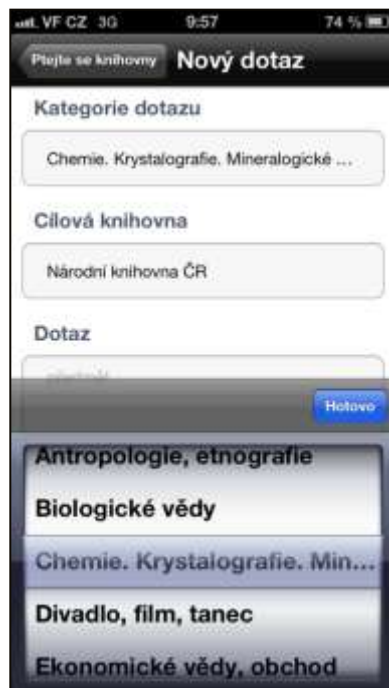 VF CZ 3G 9:57 74 %
Ptejte se knihovny Nový dotaz
Kategorie dotazu
Chemie. Krystalografie. Mineralogické ...
Cílová knihovna
Národní knihovna ČR
Dotaz
předmět
Hotovo
Antropologie, etnografie
Biologické vědy
Chemie. Krystalografie. Min...
Divadlo, film, tanec
Ekonomické vědy, obchod